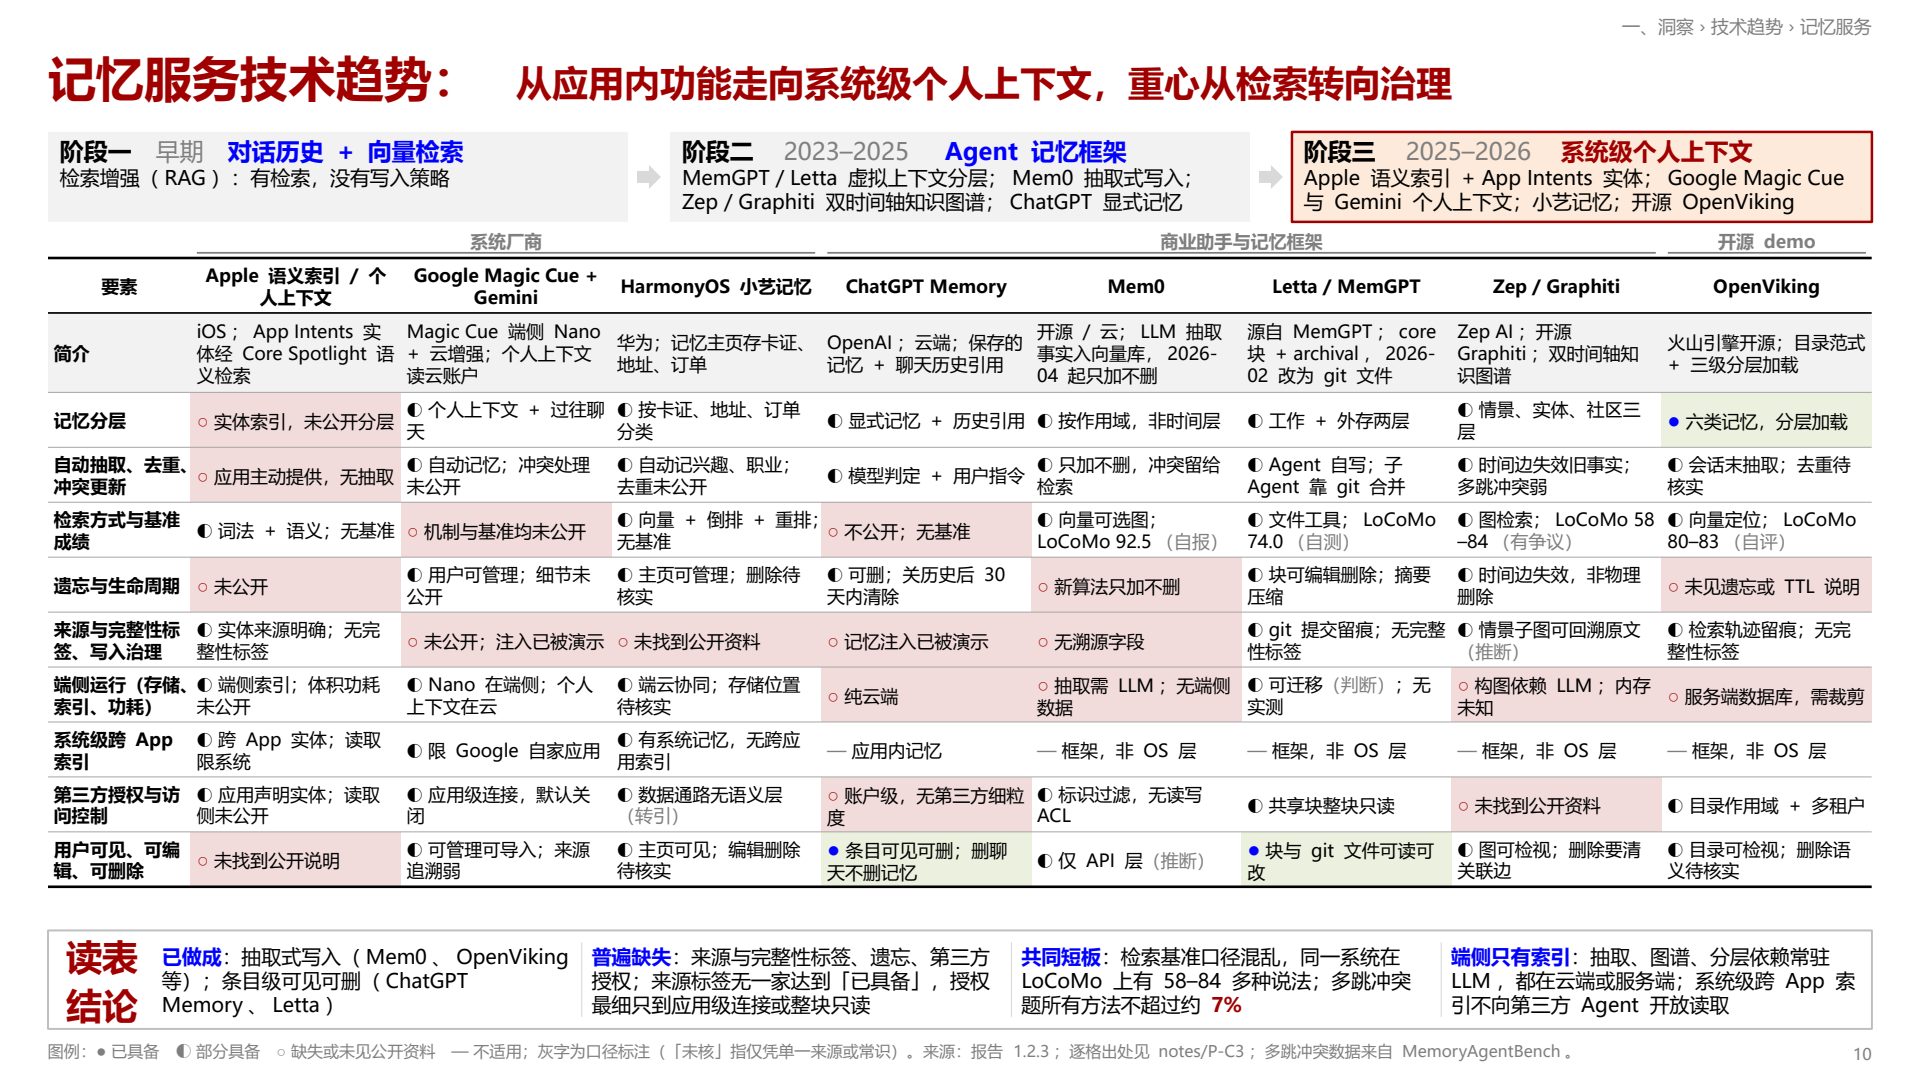 一、洞察 › 技术趋势 › 记忆服务
记忆服务技术趋势： 从应用内功能走向系统级个人上下文，重心从检索转向治理
阶段一 早期 对话历史 + 向量检索
检索增强（RAG）：有检索，没有写入策略
阶段二 2023–2025 Agent 记忆框架
MemGPT / Letta 虚拟上下文分层； Mem0 抽取式写入；
Zep / Graphiti 双时间轴知识图谱； ChatGPT 显式记忆
阶段三 2025–2026 系统级个人上下文
Apple 语义索引 + App Intents 实体； Google Magic Cue
与 Gemini 个人上下文；小艺记忆；开源 OpenViking
系统厂商 商业助手与记忆框架 开源 demo
要素
Apple 语义索引 / 个
人上下文
Google Magic Cue +
Gemini
HarmonyOS 小艺记忆
ChatGPT Memory
Mem0
Letta / MemGPT
Zep / Graphiti
OpenViking
简介
iOS； App Intents 实
体经 Core Spotlight 语
义检索
Magic Cue 端侧 Nano
+ 云增强；个人上下文
读云账户
华为；记忆主页存卡证、
地址、订单
OpenAI；云端；保存的
记忆 + 聊天历史引用
开源 / 云； LLM 抽取
事实入向量库， 2026-
04 起只加不删
源自 MemGPT； core
块 + archival， 2026-
02 改为 git 文件
Zep AI；开源
Graphiti；双时间轴知
识图谱
火山引擎开源；目录范式
+ 三级分层加载
记忆分层
○ 实体索引，未公开分层
◐ 个人上下文 + 过往聊
天
◐ 按卡证、地址、订单
分类
◐ 显式记忆 + 历史引用
◐ 按作用域，非时间层
◐ 工作 + 外存两层
◐ 情景、实体、社区三
层
● 六类记忆，分层加载
自动抽取、去重、
冲突更新
○ 应用主动提供，无抽取
◐ 自动记忆；冲突处理
未公开
◐ 自动记兴趣、职业；
去重未公开
◐ 模型判定 + 用户指令
◐ 只加不删，冲突留给
检索
◐ Agent 自写；子
Agent 靠 git 合并
◐ 时间边失效旧事实；
多跳冲突弱
◐ 会话末抽取；去重待
核实
检索方式与基准
成绩
◐ 词法 + 语义；无基准
○ 机制与基准均未公开
◐ 向量 + 倒排 + 重排；
无基准
○ 不公开；无基准
◐ 向量可选图；
LoCoMo 92.5 （自报）
◐ 文件工具； LoCoMo
74.0 （自测）
◐ 图检索； LoCoMo 58
–84 （有争议）
◐ 向量定位； LoCoMo
80–83 （自评）
遗忘与生命周期
○ 未公开
◐ 用户可管理；细节未
公开
◐ 主页可管理；删除待
核实
◐ 可删；关历史后 30
天内清除
○ 新算法只加不删
◐ 块可编辑删除；摘要
压缩
◐ 时间边失效，非物理
删除
○ 未见遗忘或 TTL 说明
来源与完整性标
签、写入治理
◐ 实体来源明确；无完
整性标签
○ 未公开；注入已被演示
○ 未找到公开资料
○ 记忆注入已被演示
○ 无溯源字段
◐ git 提交留痕；无完整
性标签
◐ 情景子图可回溯原文
（推断）
◐ 检索轨迹留痕；无完
整性标签
端侧运行（存储、
索引、功耗）
◐ 端侧索引；体积功耗
未公开
◐ Nano 在端侧；个人
上下文在云
◐ 端云协同；存储位置
待核实
○ 纯云端
○ 抽取需 LLM；无端侧
数据
◐ 可迁移（判断）；无
实测
○ 构图依赖 LLM；内存
未知
○ 服务端数据库，需裁剪
系统级跨 App
索引
◐ 跨 App 实体；读取
限系统
◐ 限 Google 自家应用
◐ 有系统记忆，无跨应
用索引
— 应用内记忆
— 框架，非 OS 层
— 框架，非 OS 层
— 框架，非 OS 层
— 框架，非 OS 层
第三方授权与访
问控制
◐ 应用声明实体；读取
侧未公开
◐ 应用级连接，默认关
闭
◐ 数据通路无语义层
（转引）
○ 账户级，无第三方细粒
度
◐ 标识过滤，无读写
ACL
◐ 共享块整块只读
○ 未找到公开资料
◐ 目录作用域 + 多租户
用户可见、可编
辑、可删除
○ 未找到公开说明
◐ 可管理可导入；来源
追溯弱
◐ 主页可见；编辑删除
待核实
● 条目可见可删；删聊
天不删记忆
◐ 仅 API 层（推断）
● 块与 git 文件可读可
改
◐ 图可检视；删除要清
关联边
◐ 目录可检视；删除语
义待核实
读表
结论
已做成：抽取式写入（Mem0、 OpenViking
等）；条目级可见可删（ChatGPT
Memory、 Letta）
普遍缺失：来源与完整性标签、遗忘、第三方
授权；来源标签无一家达到「已具备」，授权
最细只到应用级连接或整块只读
共同短板：检索基准口径混乱，同一系统在
LoCoMo 上有 58–84 多种说法；多跳冲突
题所有方法不超过约 7%
端侧只有索引：抽取、图谱、分层依赖常驻
LLM，都在云端或服务端；系统级跨 App 索
引不向第三方 Agent 开放读取
图例：● 已具备 ◐ 部分具备 ○ 缺失或未见公开资料 — 不适用；灰字为口径标注（「未核」指仅凭单一来源或常识）。来源：报告 1.2.3；逐格出处见 notes/P-C3；多跳冲突数据来自 MemoryAgentBench。
10